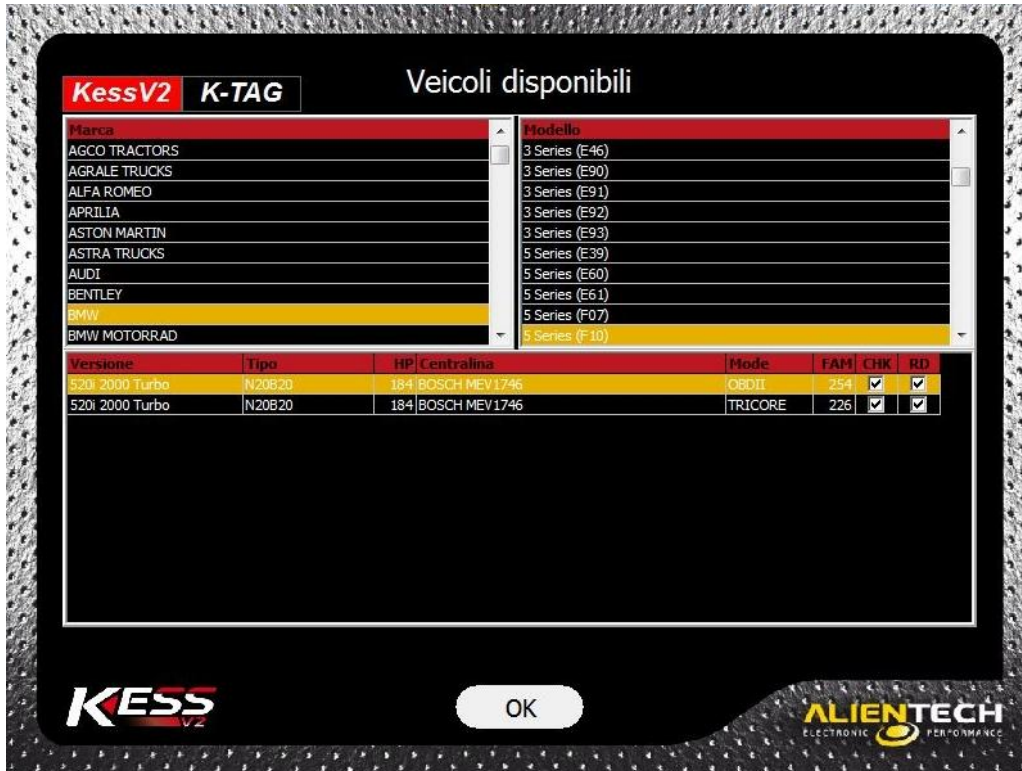 Veicoli disponibili
KessV2 K-TAG
Marca
AGCO TRACTORS
AGRALE TRUCKS
ALFA ROMEO
APRILIA
ASTON MARTIN
ASTRA TRUCKS
AUDI
BENTLEY
BMW
BMW MOTORRAD
Modello
3 Series (E46)
3 Series (E90)
3 Series (E91)
3 Series (E92)
3 Series (E93)
5 Series (E39)
5 Series (E60)
5 Series (E61)
5 Series (F07)
5 Series (F10)
Versione Tipo HP Centralina Mode FAM CHK RD
520i 2000 Turbo N20B20 184 BOSCH MEV1746 OBDII 254
520i 2000 Turbo N20B20 184 BOSCH MEV1746 TRICORE 226
KESS
V2
OK
ALIENTECH
ELECTRONIC PERFORMANCE